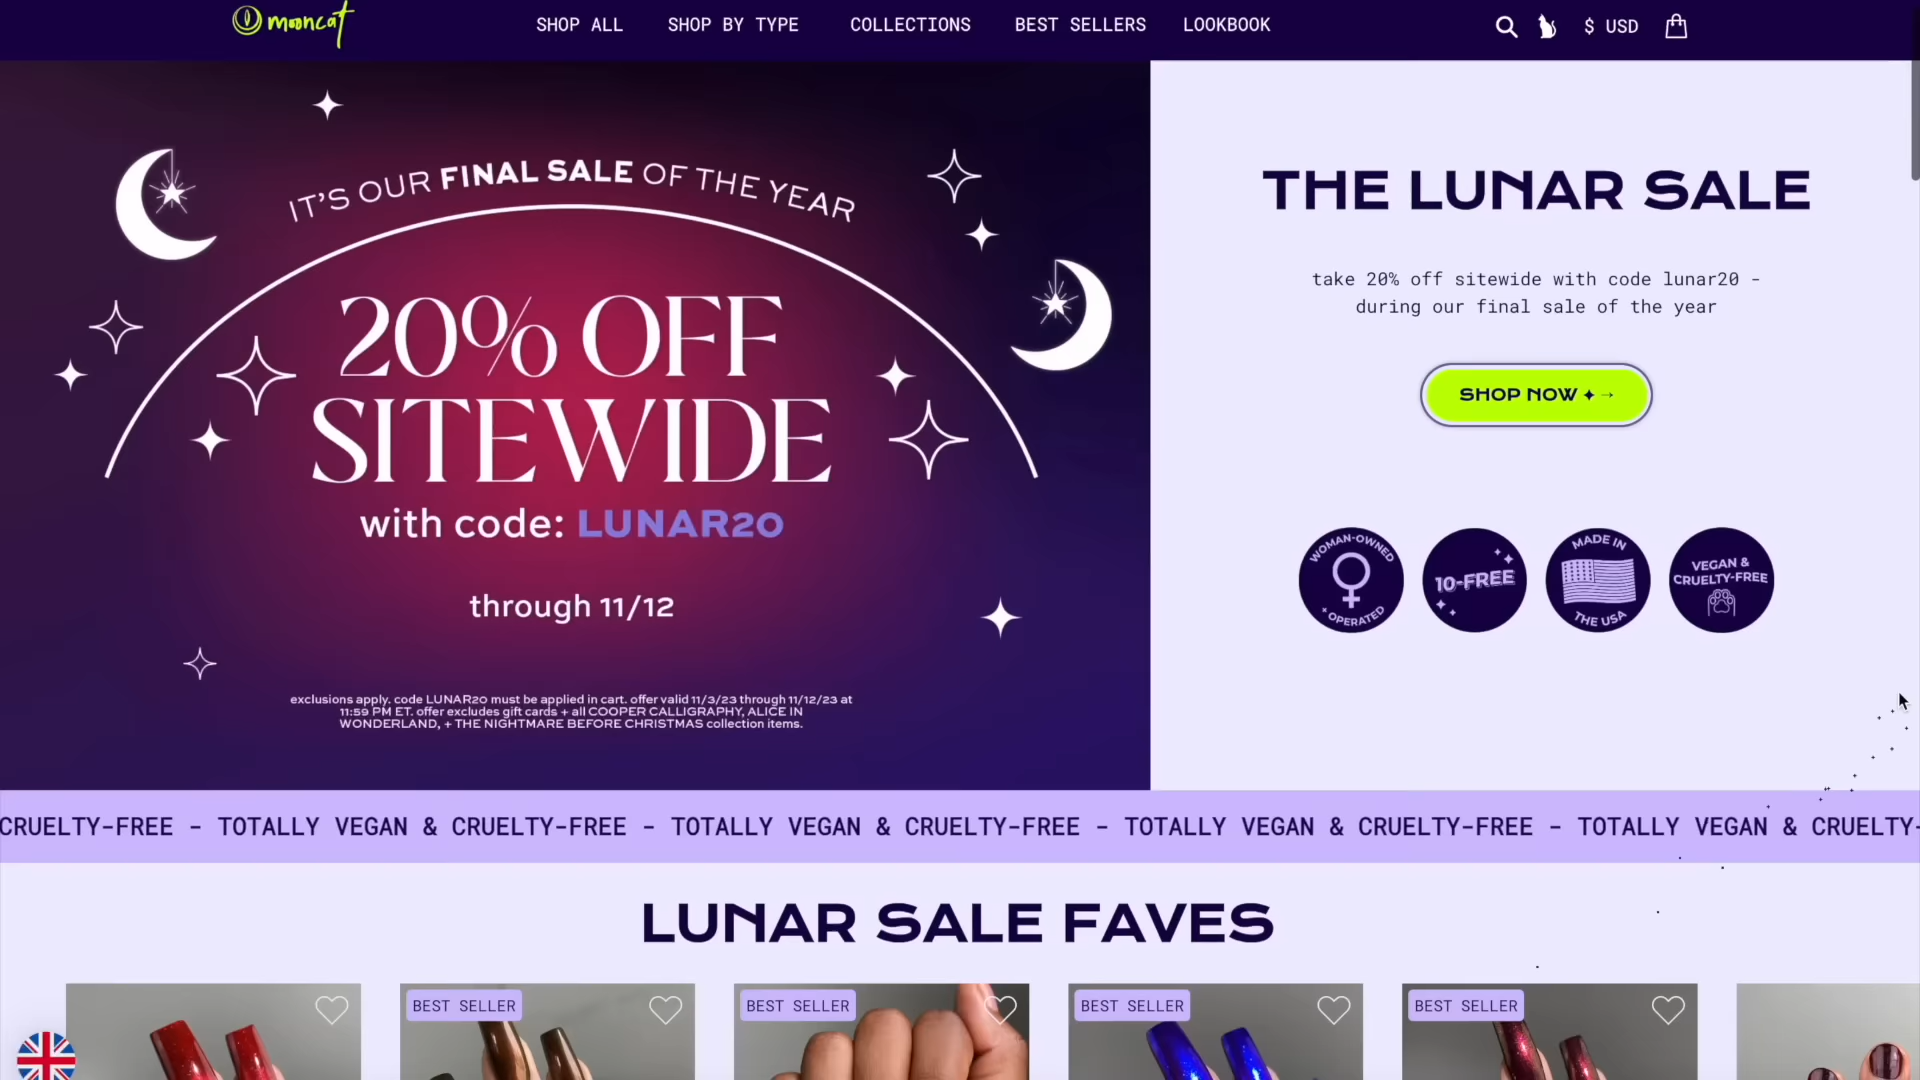 mooncat
SHOP ALL
SHOP BY TYPE
COLLECTIONS
BEST SELLERS
LOOKBOOK
$ USD
IT'S OUR FINAL SALE OF THE YEAR
20% OFF
SITEWIDE
with code: LUNAR20
through 11/12
exclusions apply. code LUNAR20 must be applied in cart. offer valid 11/3/23 through 11/12/23 at
11:59 PM ET. offer excludes gift cards + all COOPER CALLIGRAPHY, ALICE IN
WONDERLAND, + THE NIGHTMARE BEFORE CHRISTMAS collection items.
THE LUNAR SALE
take 20% off sitewide with code lunar20 -
during our final sale of the year
SHOP NOW ✦ →
WOMAN-OWNED
+ OPERATED
10-FREE
MADE IN
THE USA
VEGAN &
CRUELTY-FREE
CRUELTY-FREE - TOTALLY VEGAN & CRUELTY-FREE - TOTALLY VEGAN & CRUELTY-FREE - TOTALLY VEGAN & CRUELTY-FREE - TOTALLY VEGAN & CRUELTY-
LUNAR SALE FAVES
BEST SELLER
BEST SELLER
BEST SELLER
BEST SELLER